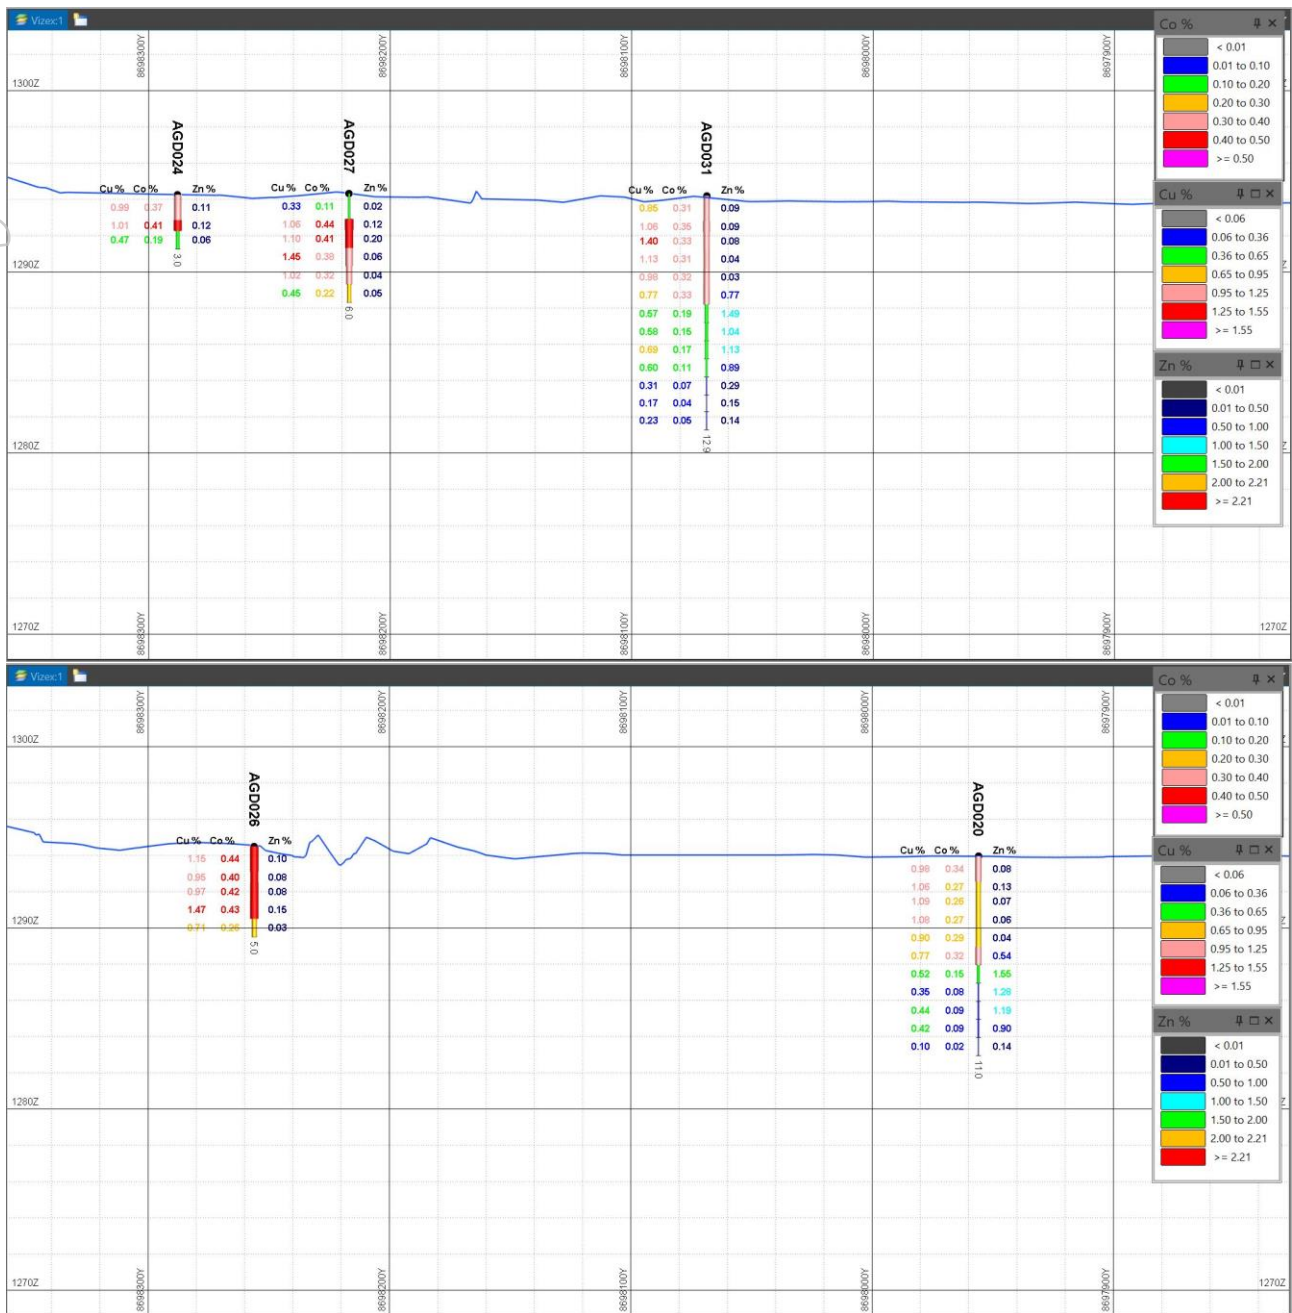 Vizex:1
8698300Y 8698200Y 8698100Y 8698000Y 8697900Y
1300Z
AGD024 AGD027 AGD031
Cu % Co % Zn %
0.99 0.37 0.11
1.01 0.41 0.12
0.47 0.19 0.06
3.0
Cu % Co % Zn %
0.33 0.11 0.02
1.06 0.44 0.12
1.10 0.41 0.20
1.45 0.38 0.06
1.02 0.32 0.04
0.45 0.22 0.05
6.0
Cu % Co % Zn %
0.85 0.31 0.09
1.06 0.35 0.09
1.40 0.33 0.08
1.13 0.31 0.04
0.98 0.32 0.03
0.77 0.33 0.77
0.57 0.19 1.49
0.58 0.15 1.04
0.69 0.17 1.13
0.60 0.11 0.89
0.31 0.07 0.29
0.17 0.04 0.15
0.23 0.05 0.14
12.9
1290Z
1280Z
1270Z 1270Z
8698300Y 8698200Y 8698100Y 8698000Y 8697900Y
Co %
< 0.01
0.01 to 0.10
0.10 to 0.20
0.20 to 0.30
0.30 to 0.40
0.40 to 0.50
>= 0.50
Cu %
< 0.06
0.06 to 0.36
0.36 to 0.65
0.65 to 0.95
0.95 to 1.25
1.25 to 1.55
>= 1.55
Zn %
< 0.01
0.01 to 0.50
0.50 to 1.00
1.00 to 1.50
1.50 to 2.00
2.00 to 2.21
>= 2.21
Vizex:1
8698300Y 8698200Y 8698100Y 8698000Y 8697900Y
1300Z
AGD026 AGD020
Cu % Co % Zn %
1.15 0.44 0.10
0.95 0.40 0.08
0.97 0.42 0.08
1.47 0.43 0.15
0.71 0.26 0.03
5.0
Cu % Co % Zn %
0.98 0.34 0.08
1.06 0.27 0.13
1.09 0.26 0.07
1.08 0.27 0.06
0.90 0.29 0.04
0.77 0.32 0.54
0.52 0.15 1.55
0.35 0.08 1.28
0.44 0.09 1.19
0.42 0.09 0.90
0.10 0.02 0.14
11.0
1290Z
1280Z
1270Z 1270Z
8698300Y 8698200Y 8698100Y 8698000Y 8697900Y
Co %
< 0.01
0.01 to 0.10
0.10 to 0.20
0.20 to 0.30
0.30 to 0.40
0.40 to 0.50
>= 0.50
Cu %
< 0.06
0.06 to 0.36
0.36 to 0.65
0.65 to 0.95
0.95 to 1.25
1.25 to 1.55
>= 1.55
Zn %
< 0.01
0.01 to 0.50
0.50 to 1.00
1.00 to 1.50
1.50 to 2.00
2.00 to 2.21
>= 2.21